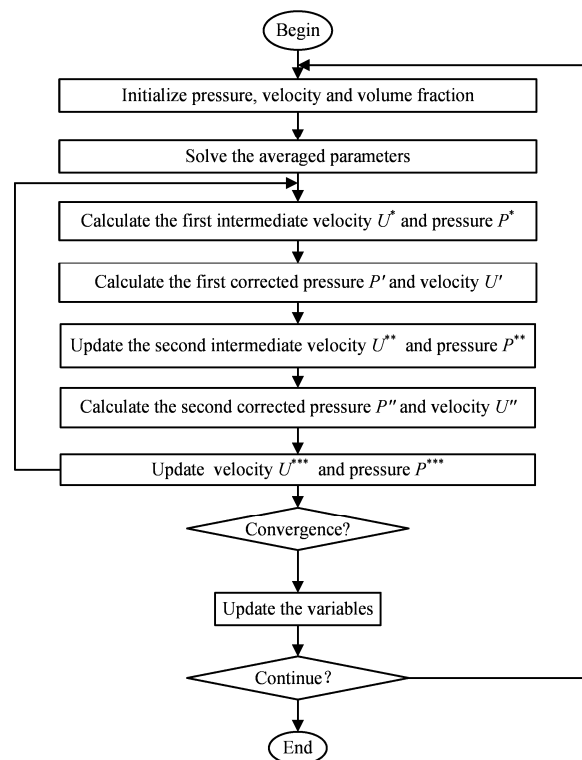 Begin
Initialize pressure, velocity and volume fraction
Solve the averaged parameters
Calculate the first intermediate velocity U* and pressure P*
Calculate the first corrected pressure P′ and velocity U′
Update the second intermediate velocity U** and pressure P**
Calculate the second corrected pressure P″ and velocity U″
Update velocity U*** and pressure P***
Convergence?
Update the variables
Continue?
End